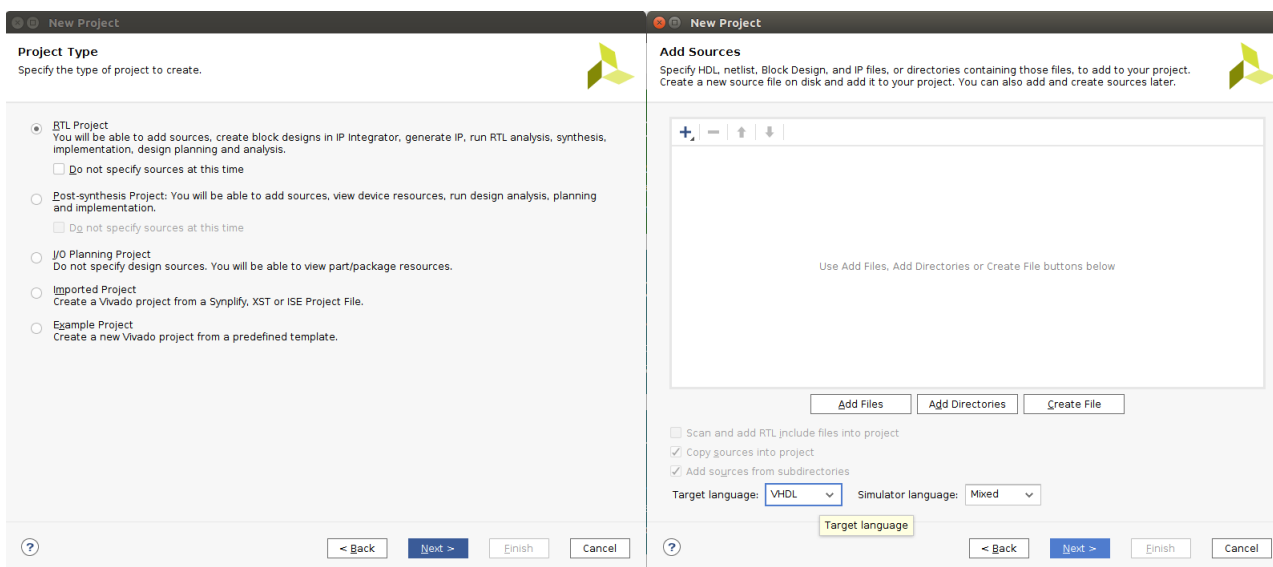 New Project
Project Type
Specify the type of project to create.
RTL Project
You will be able to add sources, create block designs in IP Integrator, generate IP, run RTL analysis, synthesis,
implementation, design planning and analysis.
Do not specify sources at this time
Post-synthesis Project: You will be able to add sources, view device resources, run design analysis, planning
and implementation.
Do not specify sources at this time
I/O Planning Project
Do not specify design sources. You will be able to view part/package resources.
Imported Project
Create a Vivado project from a Synplify, XST or ISE Project File.
Example Project
Create a new Vivado project from a predefined template.
? < Back Next > Finish Cancel
New Project
Add Sources
Specify HDL, netlist, Block Design, and IP files, or directories containing those files, to add to your project.
Create a new source file on disk and add it to your project. You can also add and create sources later.
Use Add Files, Add Directories or Create File buttons below
Add Files Add Directories Create File
Scan and add RTL include files into project
Copy sources into project
Add sources from subdirectories
Target language: VHDL Simulator language: Mixed
Target language
? < Back Next > Finish Cancel